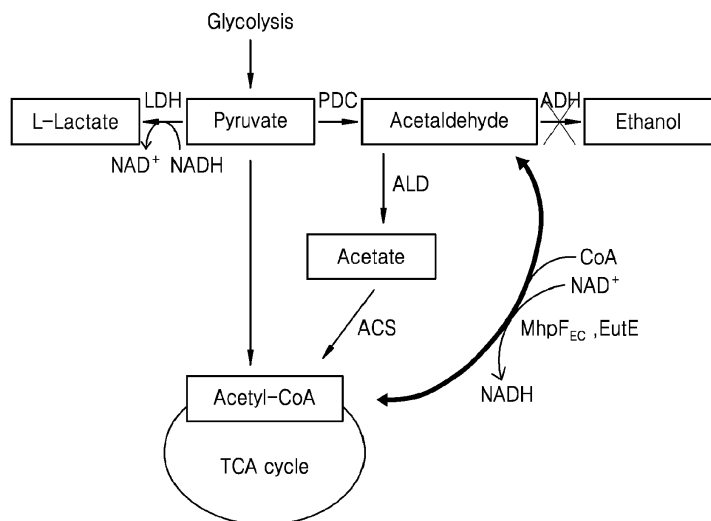 Glycolysis
LDH
PDC
ADH
L-Lactate
Pyruvate
Acetaldehyde
Ethanol
NAD⁺
NADH
ALD
Acetate
CoA
NAD⁺
ACS
MhpF_EC ,EutE
NADH
Acetyl-CoA
TCA cycle